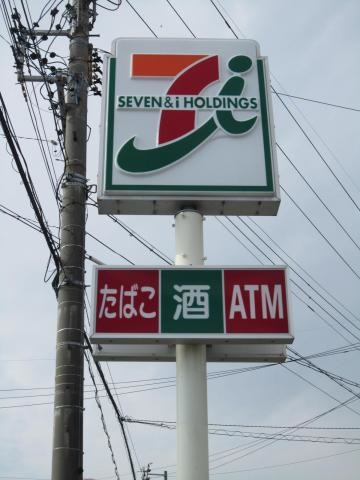 7i
SEVEN & i HOLDINGS
たばこ 酒 ATM